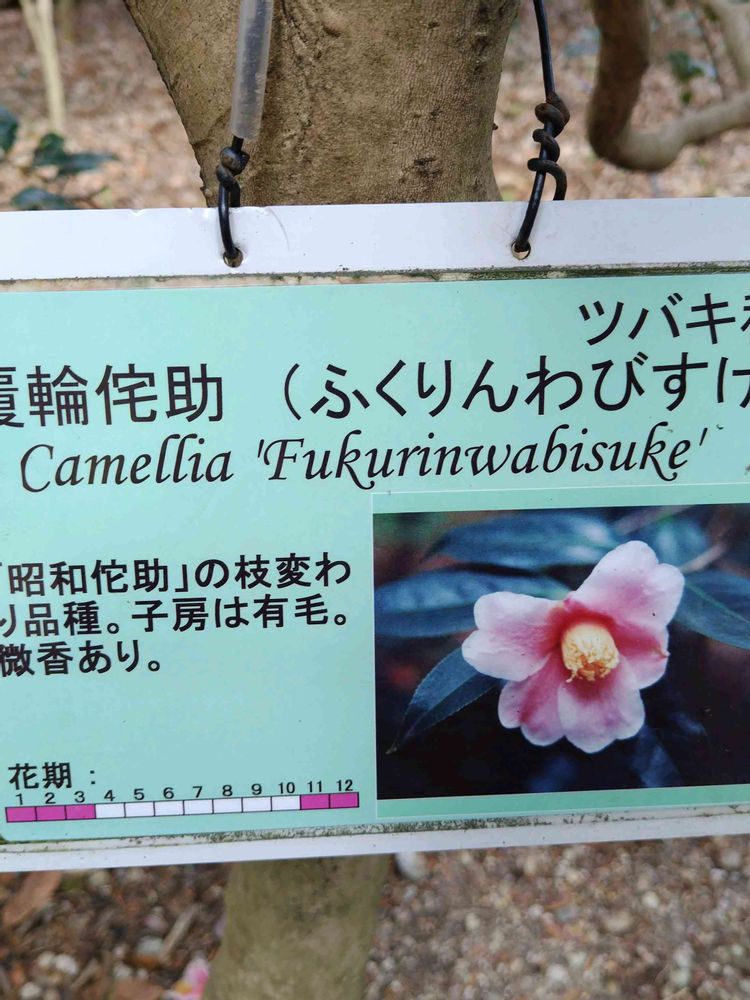 ツバキ科
覆輪侘助 （ふくりんわびすけ
Camellia 'Fukurinwabisuke'
「昭和侘助」の枝変わ
り品種。子房は有毛。
微香あり。
花期：
1 2 3 4 5 6 7 8 9 10 11 12